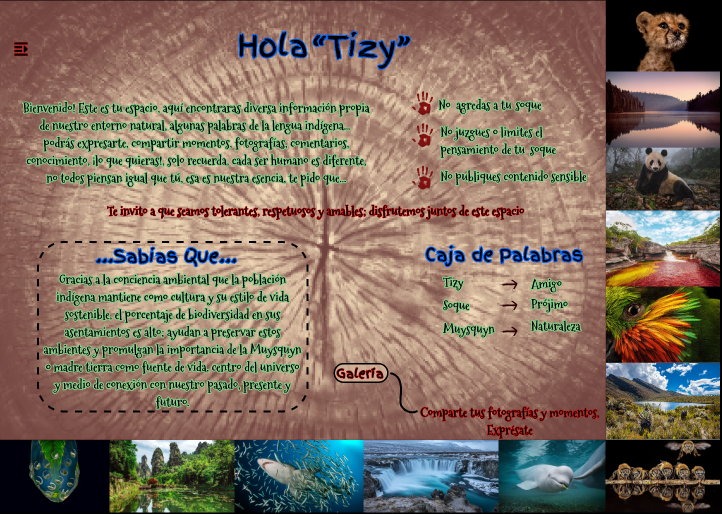 Hola "Tizy"
Bienvenido! Este es tu espacio, aquí encontraras diversa información propia
de nuestro entorno natural, algunas palabras de la lengua indígena...
podrás expresarte, compartir momentos, fotografías, comentarios,
conocimiento, ¡lo que quieras!, solo recuerda, cada ser humano es diferente,
no todos piensan igual que tú, esa es nuestra esencia, te pido que...
No agredas a tu soque
No juzgues o limites el
pensamiento de tu soque
No publiques contenido sensible
Te invito a que seamos tolerantes, respetuosos y amables; disfrutemos juntos de este espacio
...Sabias Que...
Gracias a la conciencia ambiental que la población
indígena mantiene como cultura y su estilo de vida
sostenible, el porcentaje de biodiversidad en sus
asentamientos es alto; ayudan a preservar estos
ambientes y promulgan la importancia de la Muysquyn
o madre tierra como fuente de vida, centro del universo
y medio de conexión con nuestro pasado, presente y
futuro.
Caja de Palabras
Tizy → Amigo
Soque → Prójimo
Muysquyn → Naturaleza
Galería
Comparte tus fotografías y momentos,
Exprésate